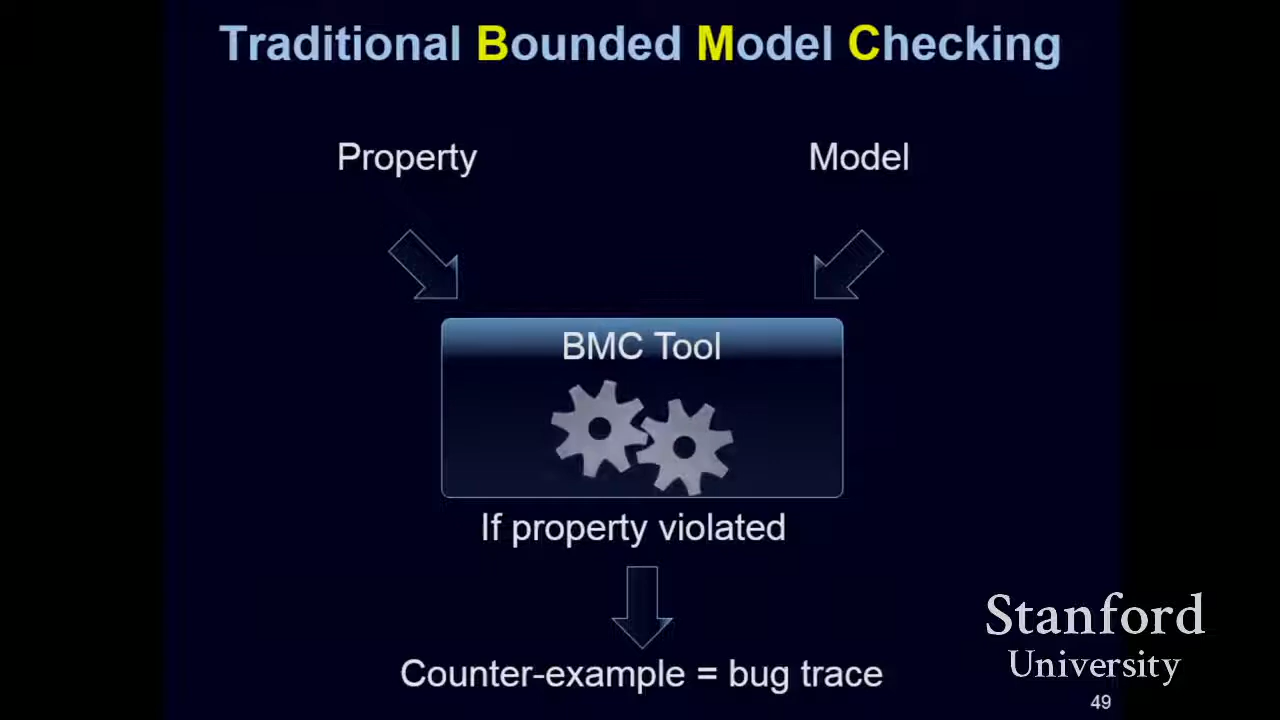 Traditional Bounded Model Checking
Property
Model
BMC Tool
If property violated
Counter-example = bug trace
Stanford
University
49